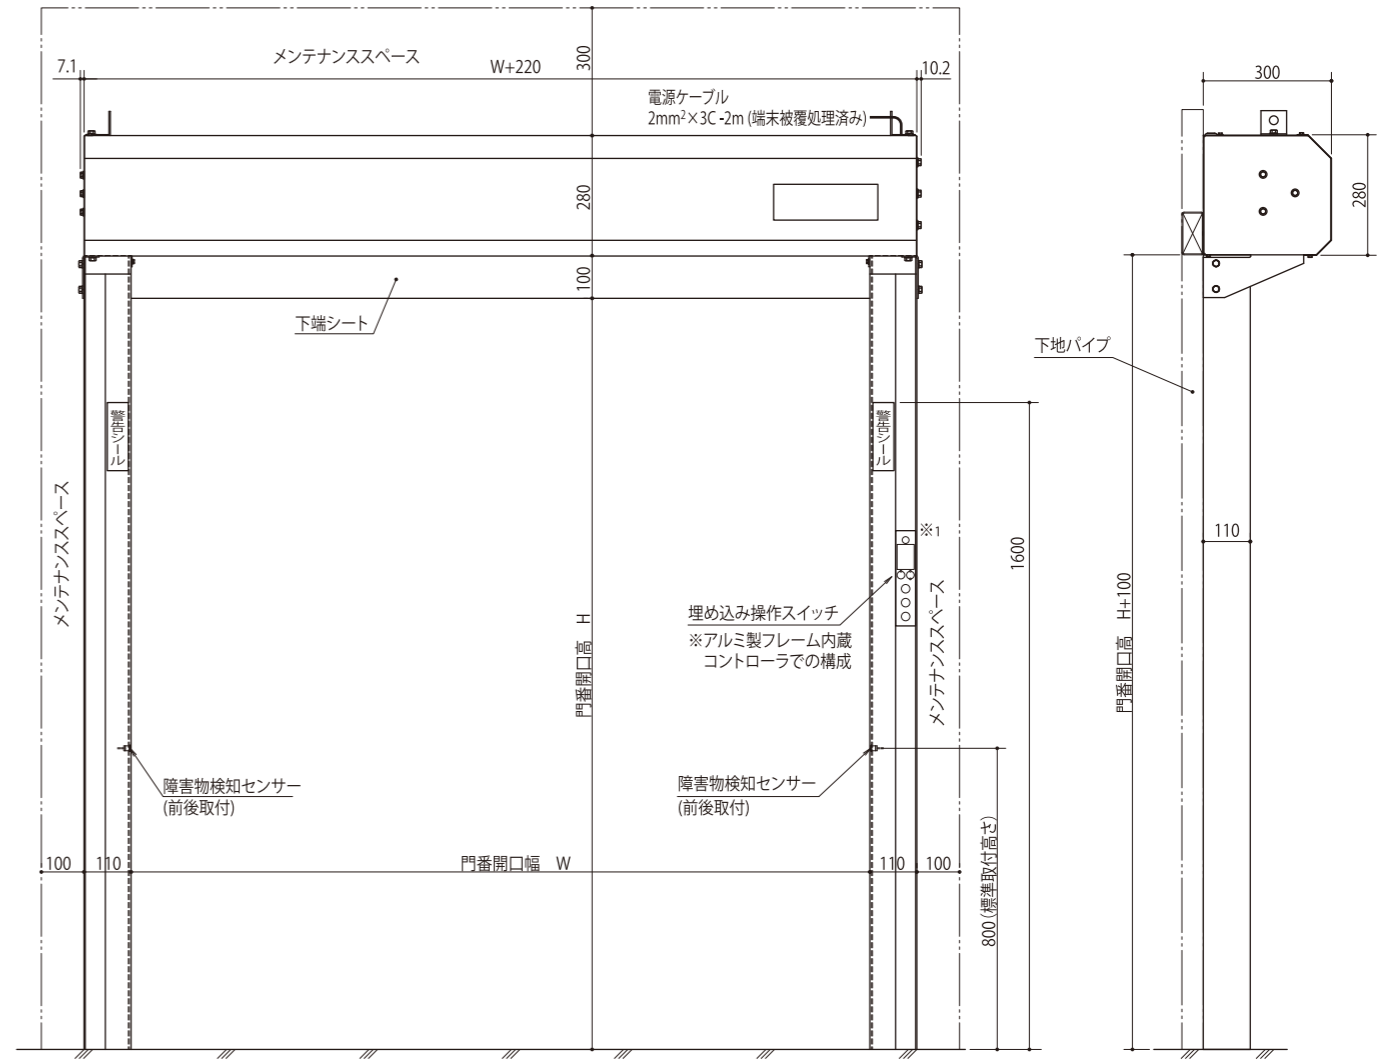 メンテナンススペース
7.1
W+220
10.2
300
電源ケーブル
2mm²×3C-2m (端末被覆処理済み)
280
100
下端シート
警告シール
警告シール
メンテナンススペース
※1
1600
埋め込み操作スイッチ
※アルミ製フレーム内蔵
コントローラでの構成
メンテナンススペース
門番開口高 H
障害物検知センサー
(前後取付)
障害物検知センサー
(前後取付)
800 (標準取付高さ)
100
110
門番開口幅 W
110
100
300
280
下地パイプ
110
門番開口高 H+100